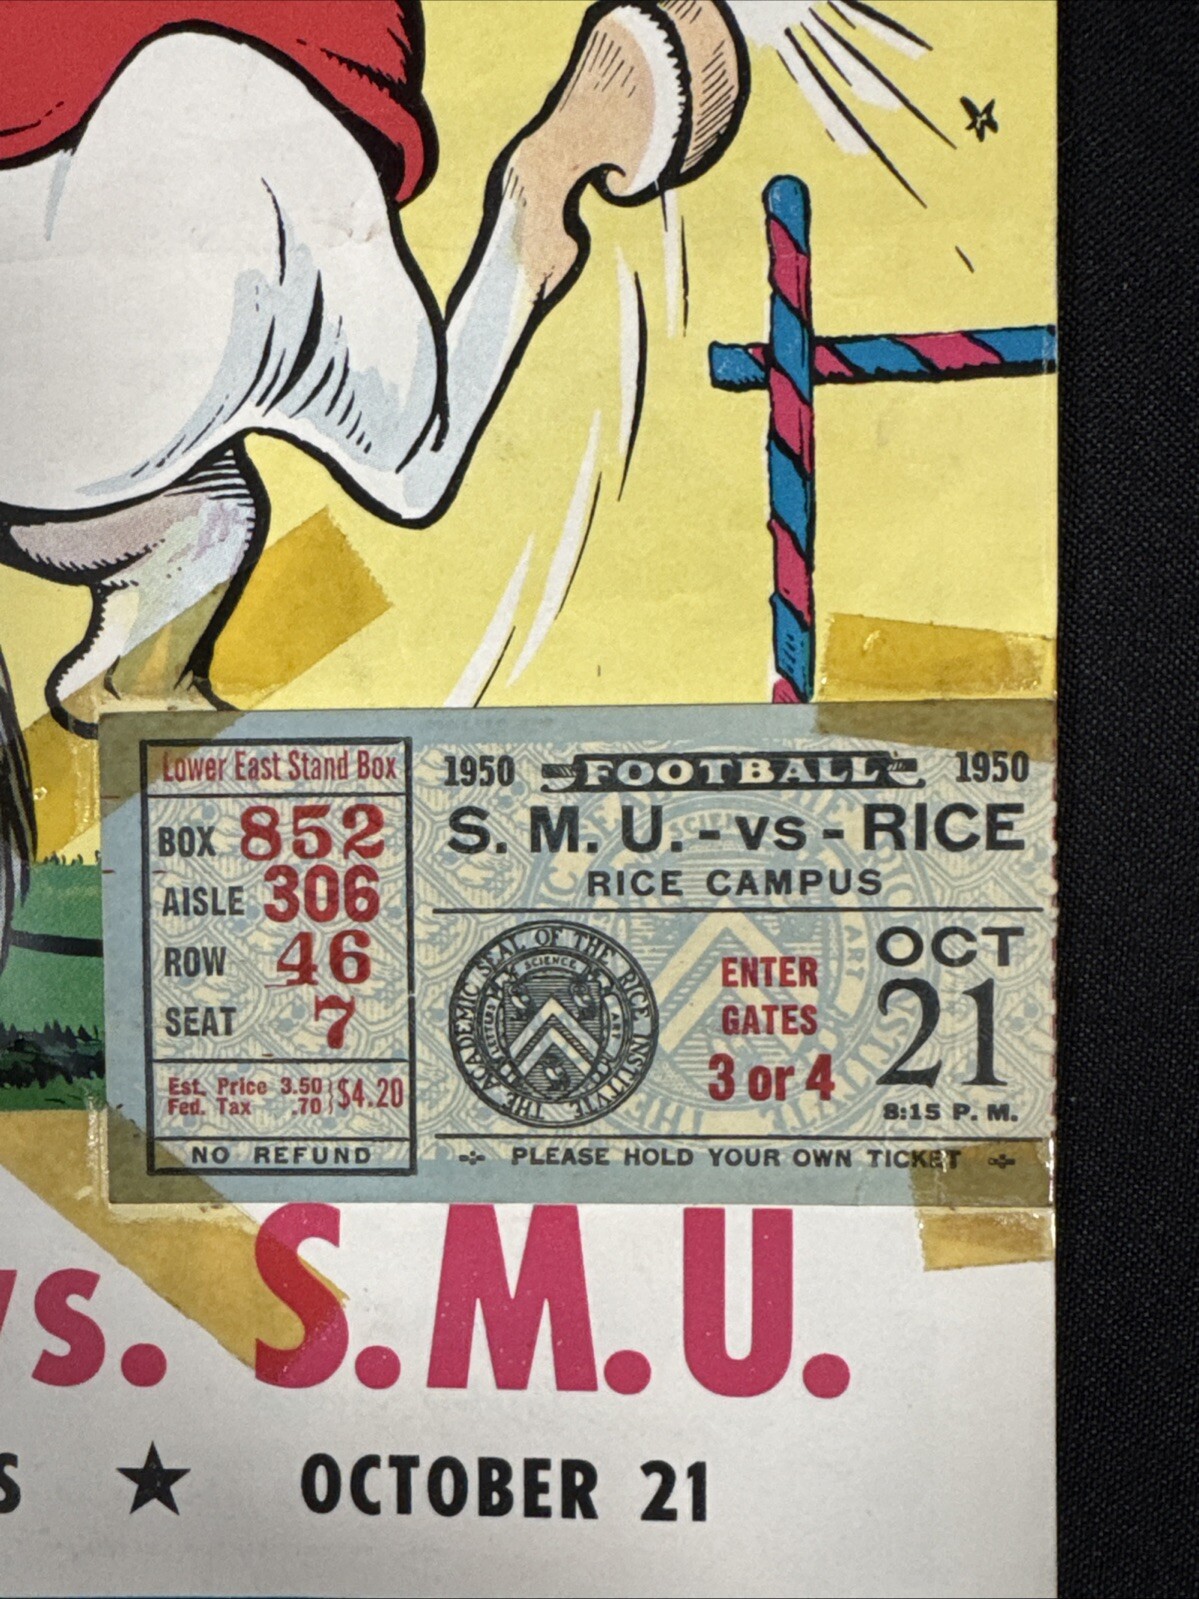 Lower East Stand Box
BOX 852
AISLE 306
ROW 46
SEAT 7
Est. Price 3.50
Fed. Tax .70
$4.20
NO REFUND
1950 FOOTBALL 1950
S. M. U. - vs - RICE
RICE CAMPUS
THE ACADEMIC SEAL OF THE RICE INSTITVTE
LETTERS SCIENCE ART
ENTER
GATES
3 or 4
OCT
21
8:15 P. M.
PLEASE HOLD YOUR OWN TICKET
vs. S.M.U.
S ★ OCTOBER 21